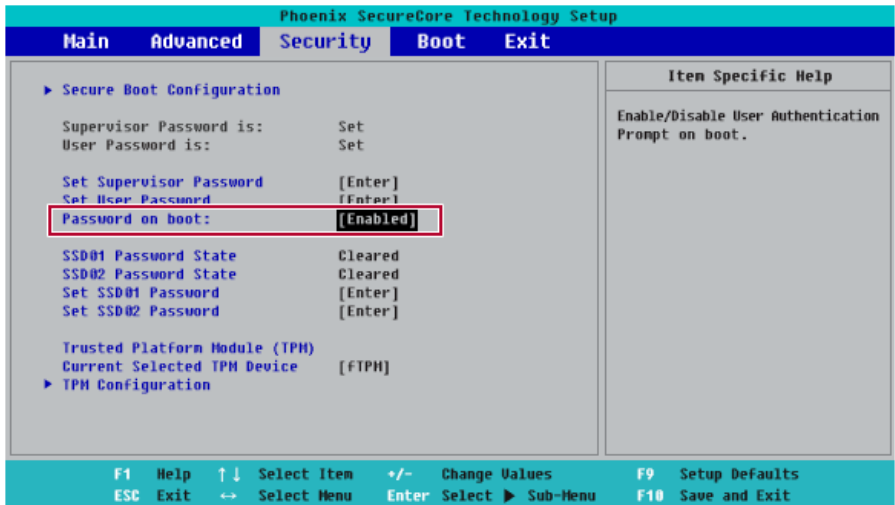 Phoenix SecureCore Technology Setup
Main Advanced Security Boot Exit
Item Specific Help
▶ Secure Boot Configuration
Enable/Disable User Authentication
Prompt on boot.
Supervisor Password is: Set
User Password is: Set
Set Supervisor Password [Enter]
Set User Password [Enter]
Password on boot: [Enabled]
SSD01 Password State Cleared
SSD02 Password State Cleared
Set SSD01 Password [Enter]
Set SSD02 Password [Enter]
Trusted Platform Module (TPM)
Current Selected TPM Device [fTPM]
▶ TPM Configuration
F1 Help ↑↓ Select Item +/- Change Values F9 Setup Defaults
ESC Exit ↔ Select Menu Enter Select ▶ Sub-Menu F10 Save and Exit